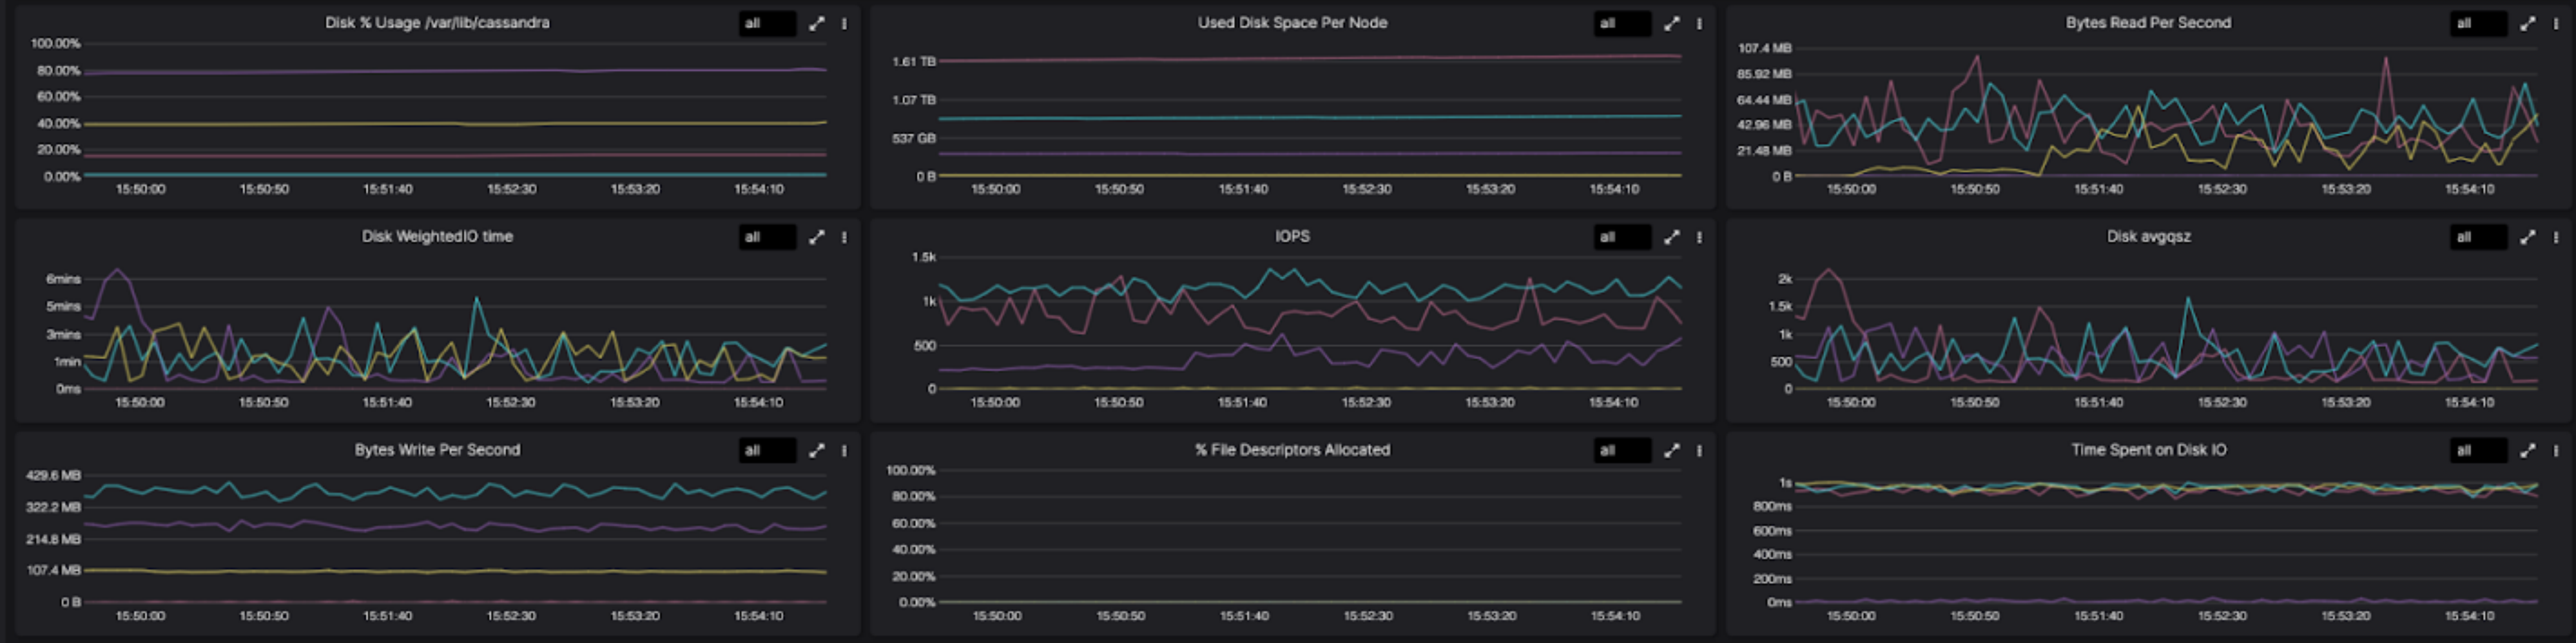 Disk % Usage /var/lib/cassandra
all
100.00%
80.00%
60.00%
40.00%
20.00%
0.00%
15:50:00 15:50:50 15:51:40 15:52:30 15:53:20 15:54:10
Used Disk Space Per Node
all
1.61 TB
1.07 TB
537 GB
0 B
15:50:00 15:50:50 15:51:40 15:52:30 15:53:20 15:54:10
Bytes Read Per Second
all
107.4 MB
85.92 MB
64.44 MB
42.96 MB
21.48 MB
0 B
15:50:00 15:50:50 15:51:40 15:52:30 15:53:20 15:54:10
Disk WeightedIO time
all
6mins
5mins
3mins
1min
0ms
15:50:00 15:50:50 15:51:40 15:52:30 15:53:20 15:54:10
IOPS
all
1.5k
1k
500
0
15:50:00 15:50:50 15:51:40 15:52:30 15:53:20 15:54:10
Disk avgqsz
all
2k
1.5k
1k
500
0
15:50:00 15:50:50 15:51:40 15:52:30 15:53:20 15:54:10
Bytes Write Per Second
all
429.6 MB
322.2 MB
214.8 MB
107.4 MB
0 B
15:50:00 15:50:50 15:51:40 15:52:30 15:53:20 15:54:10
% File Descriptors Allocated
all
100.00%
80.00%
60.00%
40.00%
20.00%
0.00%
15:50:00 15:50:50 15:51:40 15:52:30 15:53:20 15:54:10
Time Spent on Disk IO
all
1s
800ms
600ms
400ms
200ms
0ms
15:50:00 15:50:50 15:51:40 15:52:30 15:53:20 15:54:10